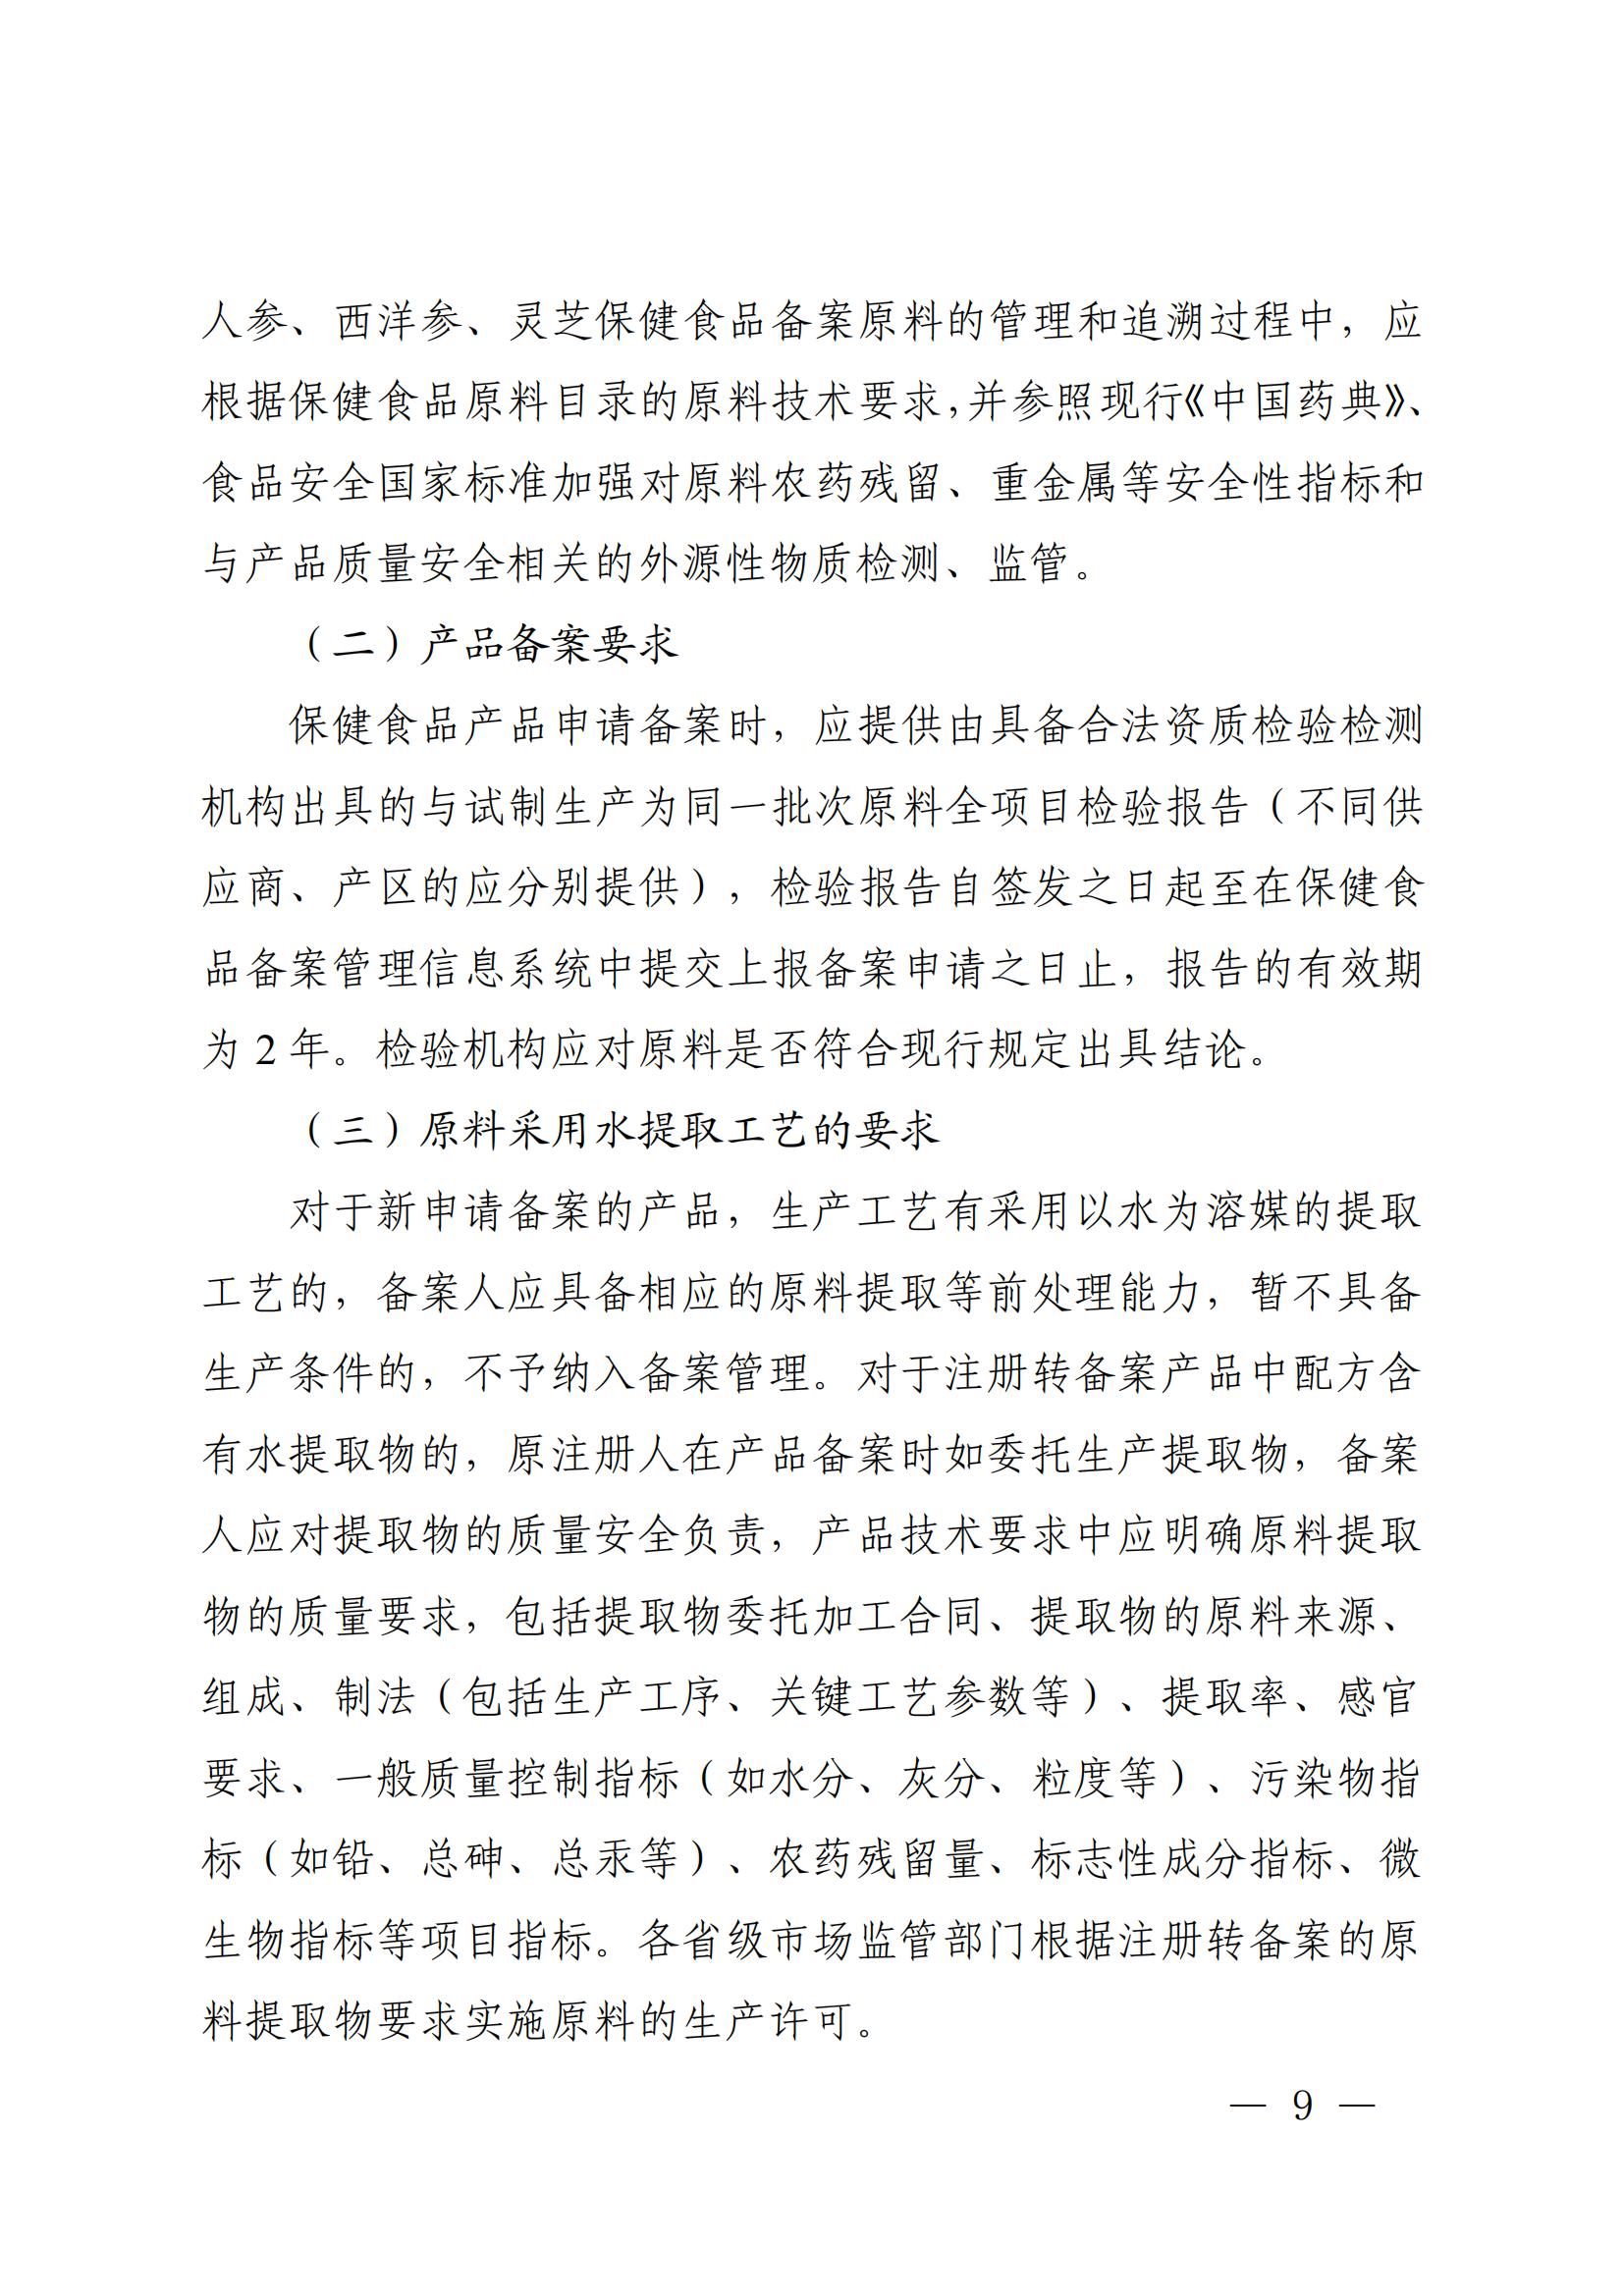 人参、西洋参、灵芝保健食品备案原料的管理和追溯过程中，应
根据保健食品原料目录的原料技术要求，并参照现行《中国药典》、
食品安全国家标准加强对原料农药残留、重金属等安全性指标和
与产品质量安全相关的外源性物质检测、监管。
（二）产品备案要求
保健食品产品申请备案时，应提供由具备合法资质检验检测
机构出具的与试制生产为同一批次原料全项目检验报告（不同供
应商、产区的应分别提供），检验报告自签发之日起至在保健食
品备案管理信息系统中提交上报备案申请之日止，报告的有效期
为 2 年。检验机构应对原料是否符合现行规定出具结论。
（三）原料采用水提取工艺的要求
对于新申请备案的产品，生产工艺有采用以水为溶媒的提取
工艺的，备案人应具备相应的原料提取等前处理能力，暂不具备
生产条件的，不予纳入备案管理。对于注册转备案产品中配方含
有水提取物的，原注册人在产品备案时如委托生产提取物，备案
人应对提取物的质量安全负责，产品技术要求中应明确原料提取
物的质量要求，包括提取物委托加工合同、提取物的原料来源、
组成、制法（包括生产工序、关键工艺参数等）、提取率、感官
要求、一般质量控制指标（如水分、灰分、粒度等）、污染物指
标（如铅、总砷、总汞等）、农药残留量、标志性成分指标、微
生物指标等项目指标。各省级市场监管部门根据注册转备案的原
料提取物要求实施原料的生产许可。
— 9 —